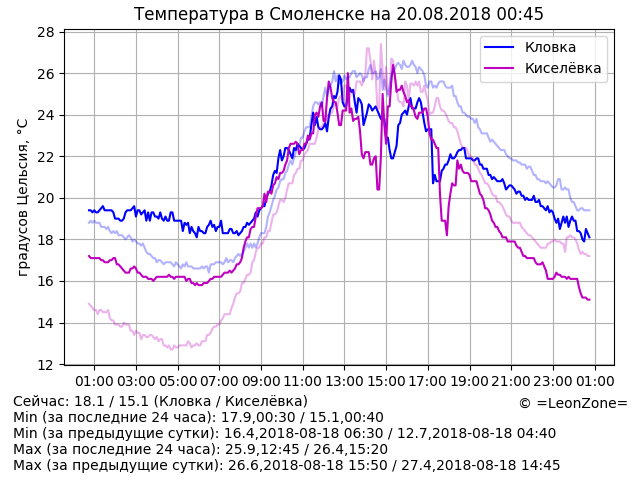 Температура в Смоленске на 20.08.2018 00:45
28
26
24
22
20
18
16
14
12
градусов Цельсия, °C
Кловка
Киселёвка
01:00 03:00 05:00 07:00 09:00 11:00 13:00 15:00 17:00 19:00 21:00 23:00 01:00
Сейчас: 18.1 / 15.1 (Кловка / Киселёвка)
© =LeonZone=
Min (за последние 24 часа): 17.9,00:30 / 15.1,00:40
Min (за предыдущие сутки): 16.4,2018-08-18 06:30 / 12.7,2018-08-18 04:40
Max (за последние 24 часа): 25.9,12:45 / 26.4,15:20
Max (за предыдущие сутки): 26.6,2018-08-18 15:50 / 27.4,2018-08-18 14:45